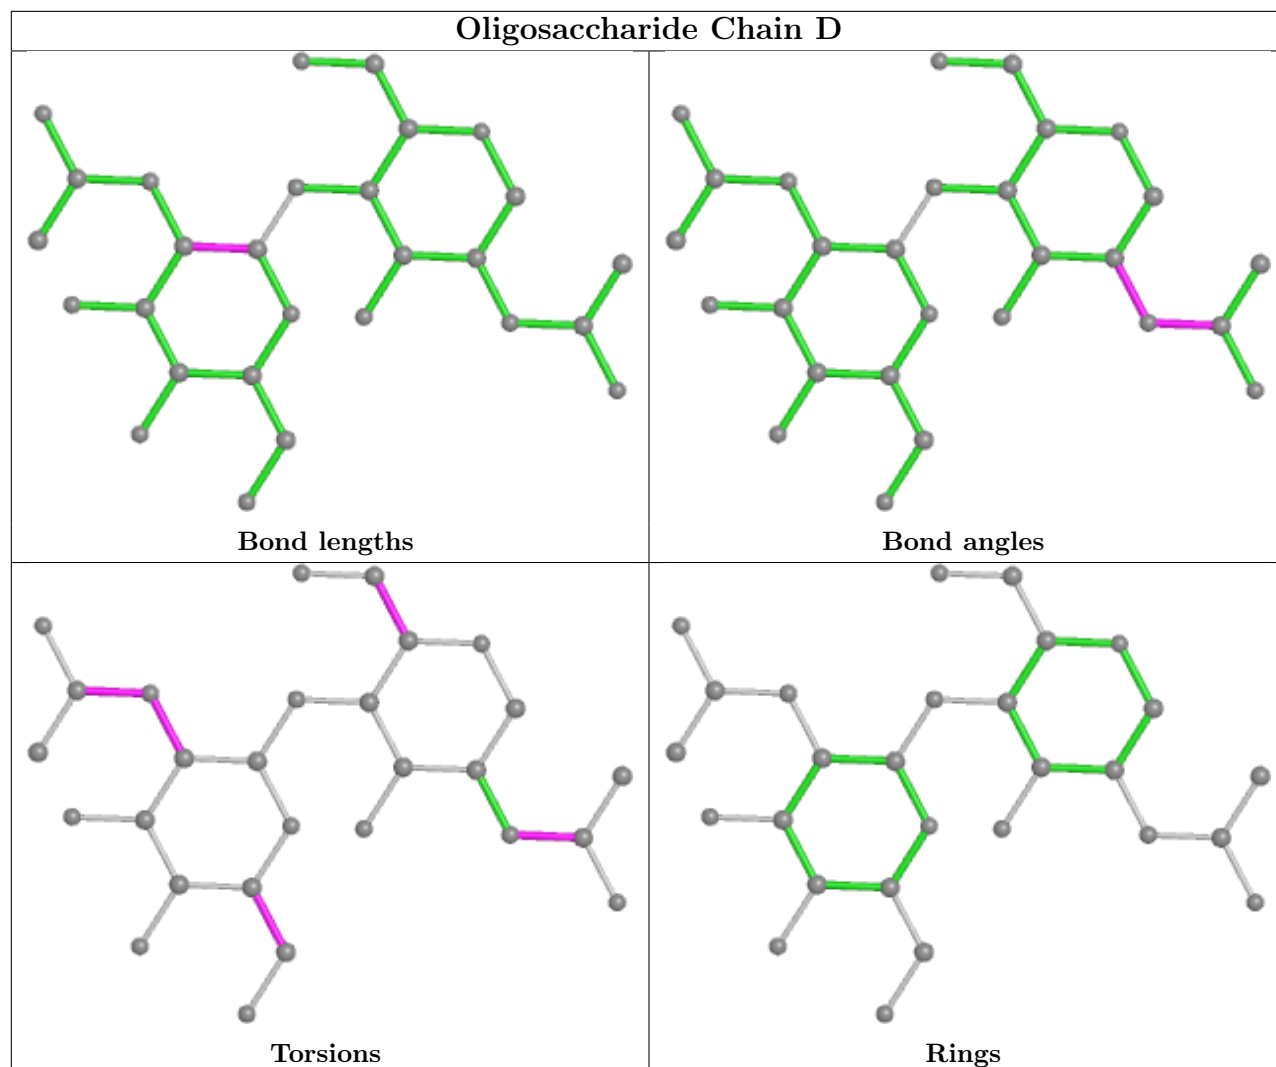 Oligosaccharide Chain D
Bond lengths
Bond angles
Torsions
Rings